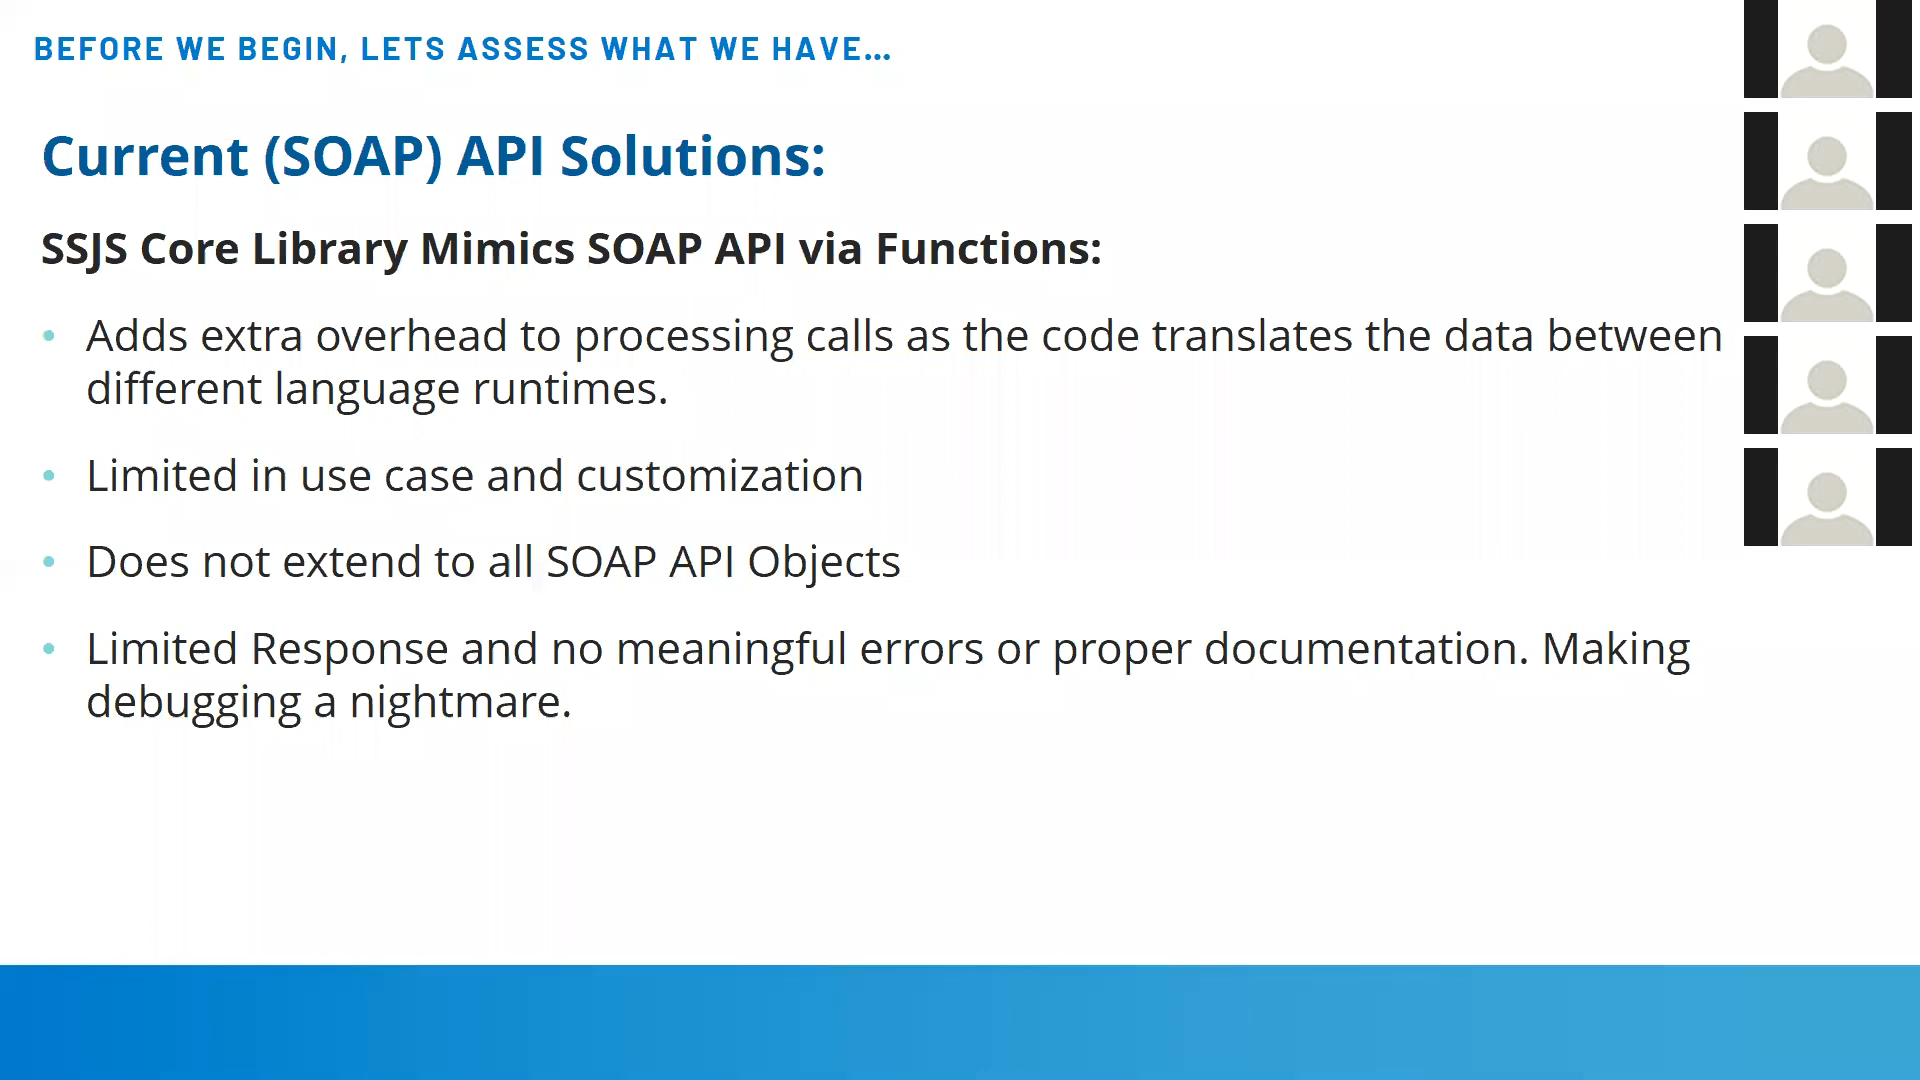 BEFORE WE BEGIN, LETS ASSESS WHAT WE HAVE...
Current (SOAP) API Solutions:
SSJS Core Library Mimics SOAP API via Functions:
• Adds extra overhead to processing calls as the code translates the data between
different language runtimes.
• Limited in use case and customization
• Does not extend to all SOAP API Objects
• Limited Response and no meaningful errors or proper documentation. Making
debugging a nightmare.